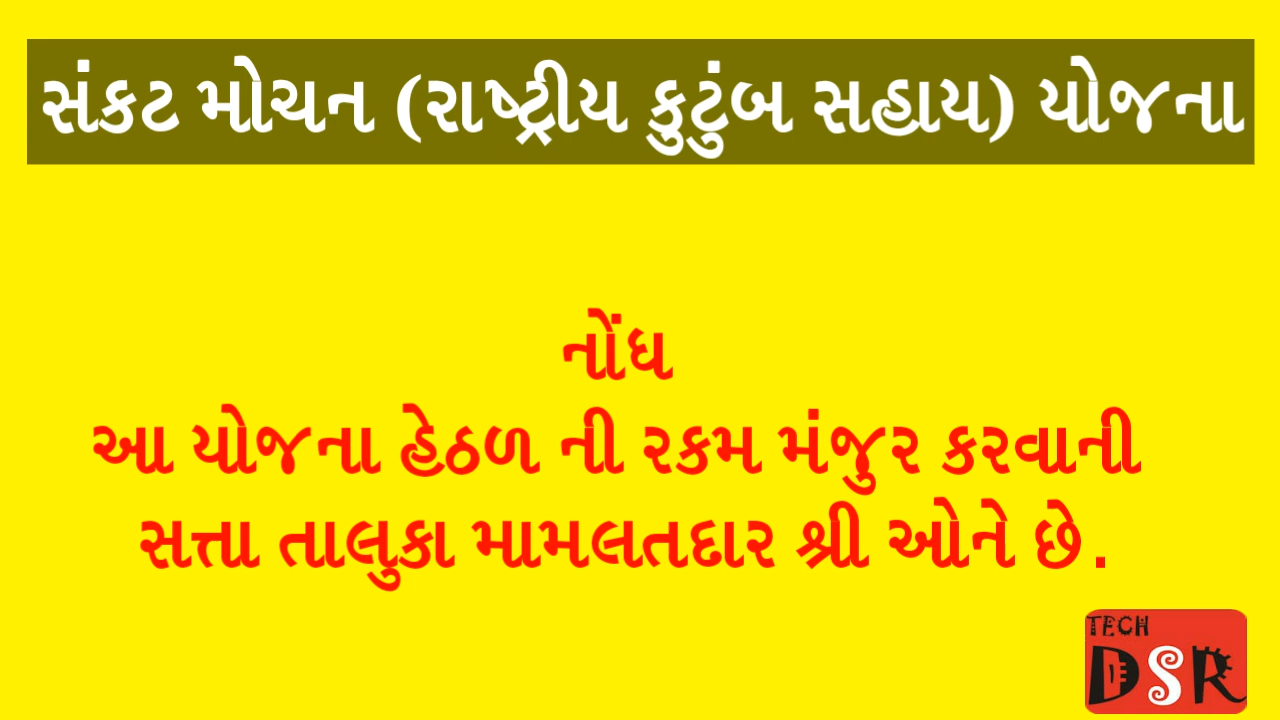 સંકટ મોચન (રાષ્ટ્રીય કુટુંબ સહાય) યોજના
નોંધ
આ યોજના હેઠળ ની રકમ મંજુર કરવાની
સત્તા તાલુકા મામલતદાર શ્રી ઓને છે.
TECH
DSR